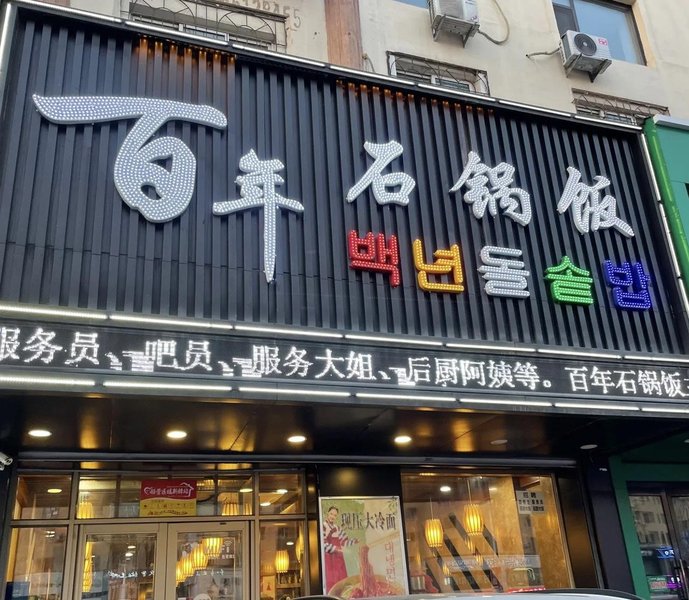 百年石锅饭
백년돌솥밥
服务员、吧员、服务大姐、后厨阿姨等。百年石锅饭
现压大冷面